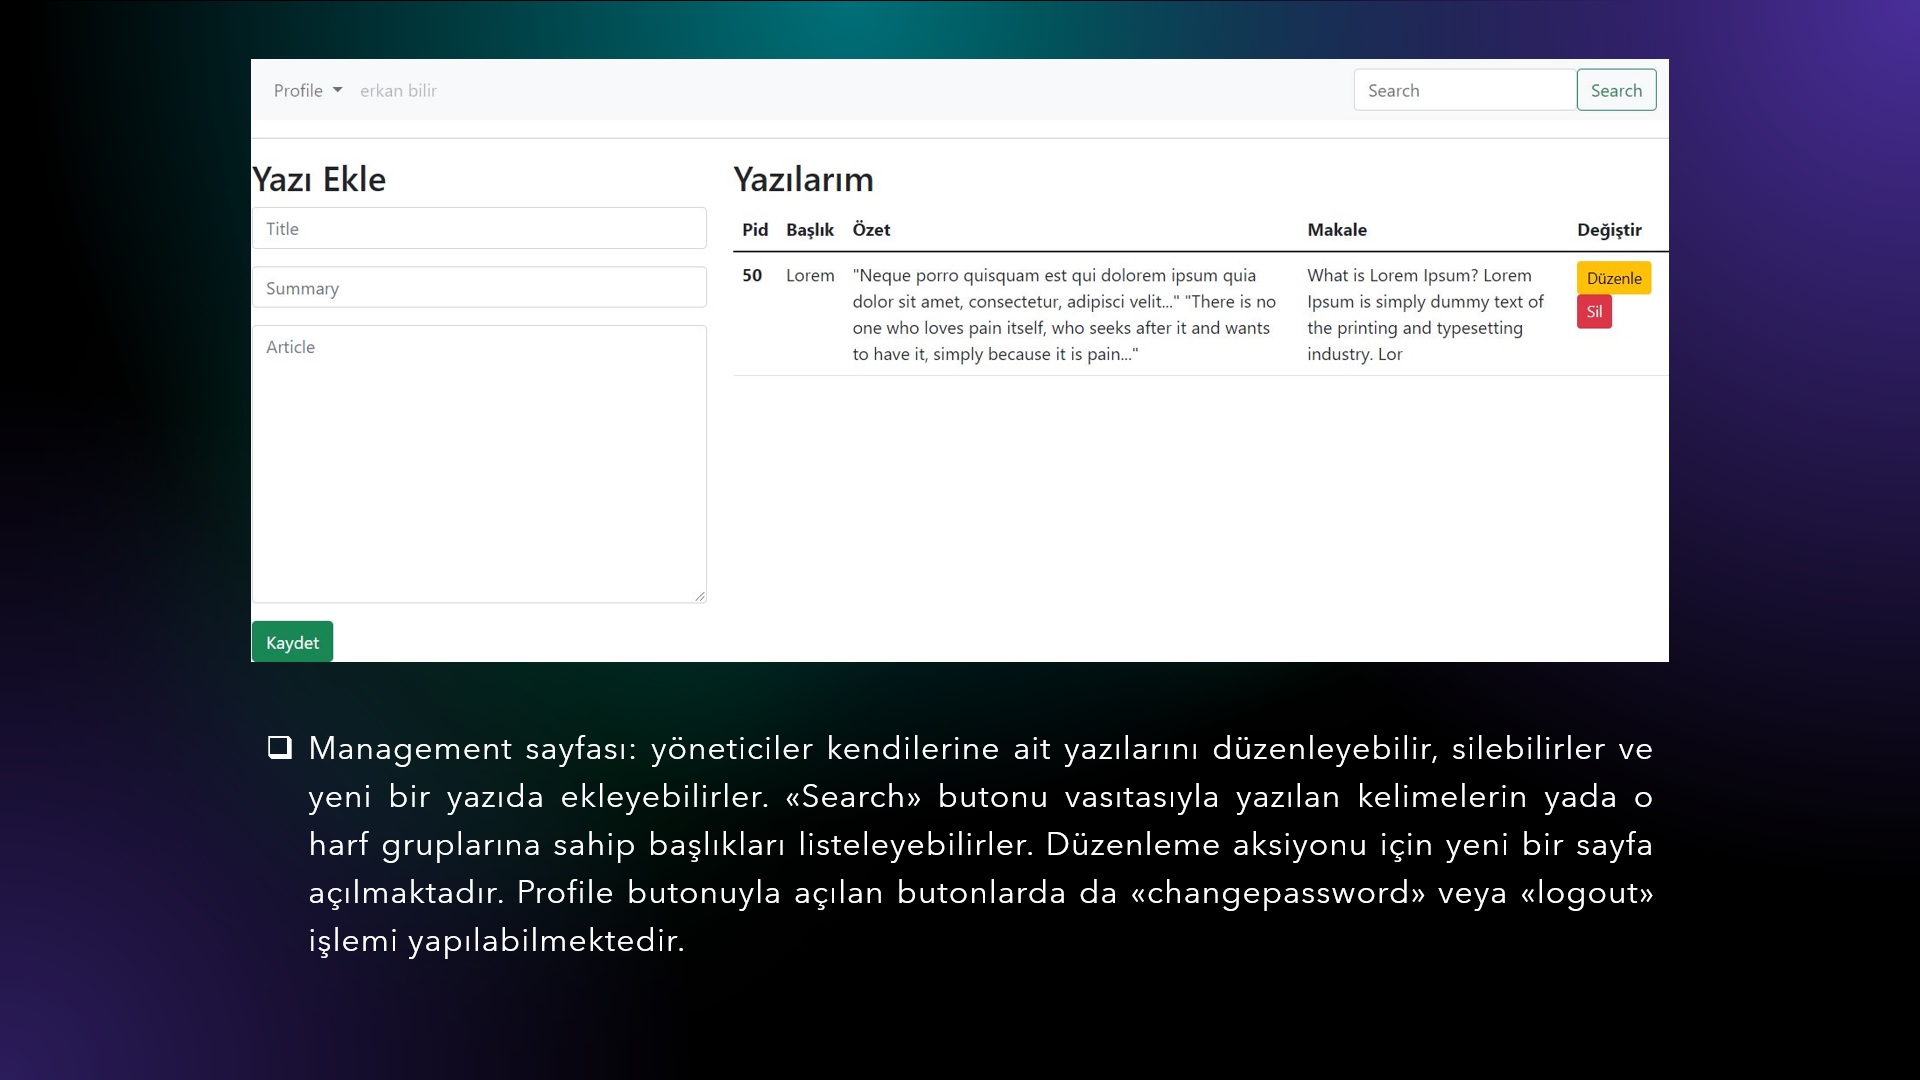 Profile erkan bilir Search Search
Yazı Ekle
Title
Summary
Article
Kaydet
Yazılarım
Pid Başlık Özet Makale Değiştir
50 Lorem
"Neque porro quisquam est qui dolorem ipsum quia
dolor sit amet, consectetur, adipisci velit..." "There is no
one who loves pain itself, who seeks after it and wants
to have it, simply because it is pain..."
What is Lorem Ipsum? Lorem
Ipsum is simply dummy text of
the printing and typesetting
industry. Lor
Düzenle
Sil
Management sayfası: yöneticiler kendilerine ait yazılarını düzenleyebilir, silebilirler ve
yeni bir yazıda ekleyebilirler. «Search» butonu vasıtasıyla yazılan kelimelerin yada o
harf gruplarına sahip başlıkları listeleyebilirler. Düzenleme aksiyonu için yeni bir sayfa
açılmaktadır. Profile butonuyla açılan butonlarda da «changepassword» veya «logout»
işlemi yapılabilmektedir.